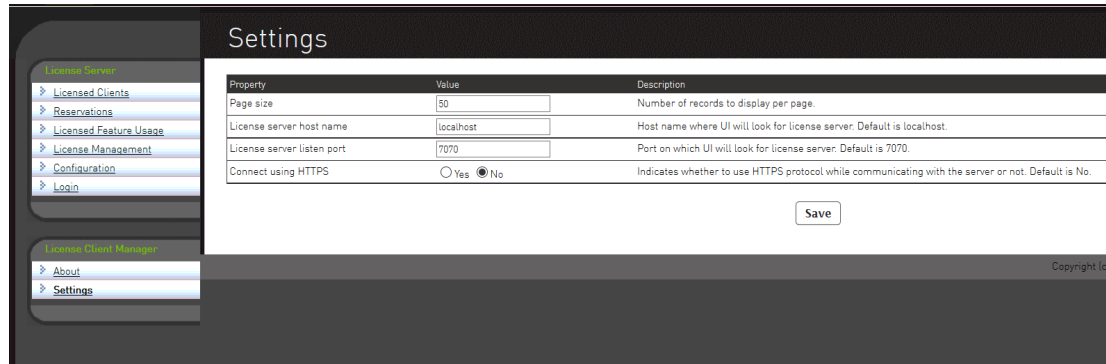 Settings
License Server
Licensed Clients
Reservations
Licensed Feature Usage
License Management
Configuration
Login
License Client Manager
About
Settings
Property Value Description
Page size 50 Number of records to display per page.
License server host name localhost Host name where UI will look for license server. Default is localhost.
License server listen port 7070 Port on which UI will look for license server. Default is 7070.
Connect using HTTPS Yes No Indicates whether to use HTTPS protocol while communicating with the server or not. Default is No.
Save
Copyright (c